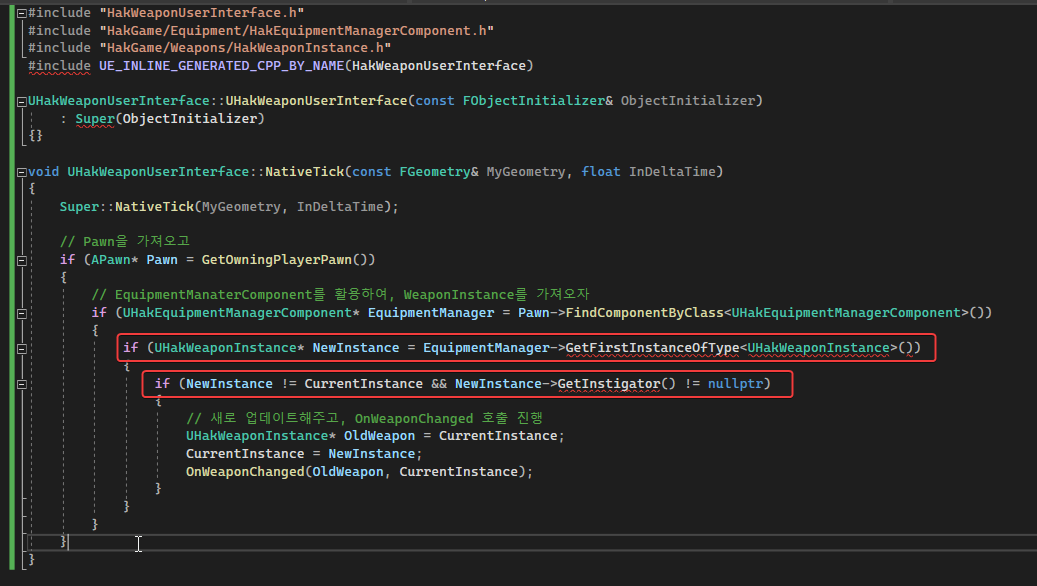 #include "HakWeaponUserInterface.h"
#include "HakGame/Equipment/HakEquipmentManagerComponent.h"
#include "HakGame/Weapons/HakWeaponInstance.h"
#include UE_INLINE_GENERATED_CPP_BY_NAME(HakWeaponUserInterface)
UHakWeaponUserInterface::UHakWeaponUserInterface(const FObjectInitializer& ObjectInitializer)
: Super(ObjectInitializer)
{}
void UHakWeaponUserInterface::NativeTick(const FGeometry& MyGeometry, float InDeltaTime)
{
Super::NativeTick(MyGeometry, InDeltaTime);
// Pawn을 가져오고
if (APawn* Pawn = GetOwningPlayerPawn())
{
// EquipmentManaterComponent를 활용하여, WeaponInstance를 가져오자
if (UHakEquipmentManagerComponent* EquipmentManager = Pawn->FindComponentByClass<UHakEquipmentManagerComponent>())
{
if (UHakWeaponInstance* NewInstance = EquipmentManager->GetFirstInstanceOfType<UHakWeaponInstance>())
{
if (NewInstance != CurrentInstance && NewInstance->GetInstigator() != nullptr)
{
// 새로 업데이트해주고, OnWeaponChanged 호출 진행
UHakWeaponInstance* OldWeapon = CurrentInstance;
CurrentInstance = NewInstance;
OnWeaponChanged(OldWeapon, CurrentInstance);
}
}
}
}
}